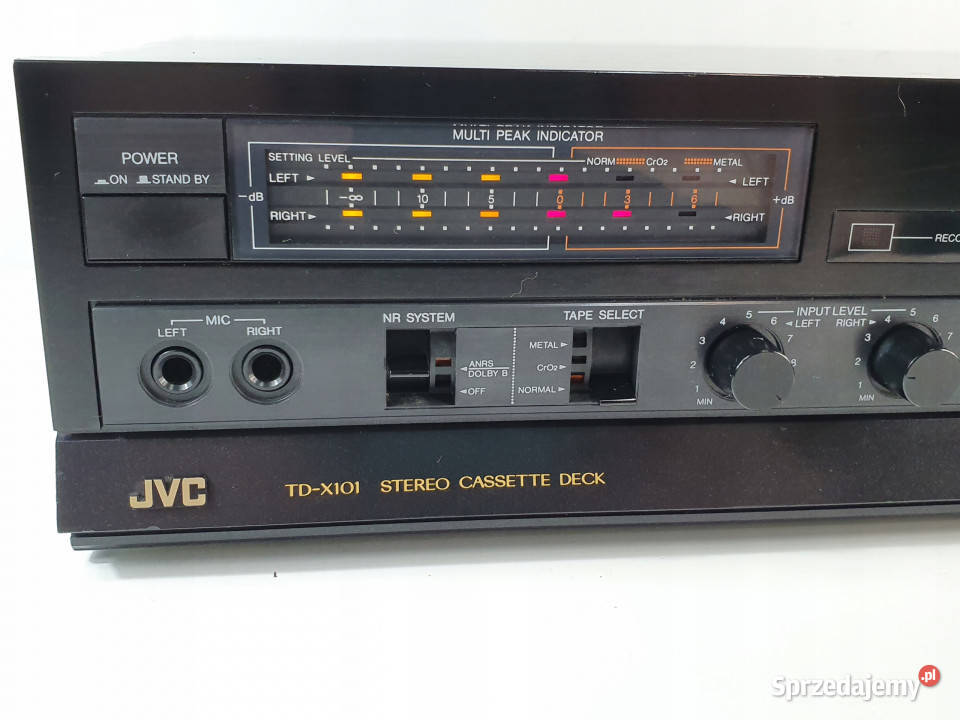 MULTI PEAK INDICATOR
POWER
ON STAND BY
SETTING LEVEL NORM CrO2 METAL
LEFT LEFT
-dB -∞ 10 5 0 3 6 +dB
RIGHT RIGHT
MIC
LEFT RIGHT
NR SYSTEM
ANRS
DOLBY B
OFF
TAPE SELECT
METAL
CrO2
NORMAL
INPUT LEVEL
LEFT RIGHT
MIN 1 2 3 4 5 6 7 8
MIN 1 2 3 4 5 6 7
JVC TD-X101 STEREO CASSETTE DECK
Sprzedajemy.pl